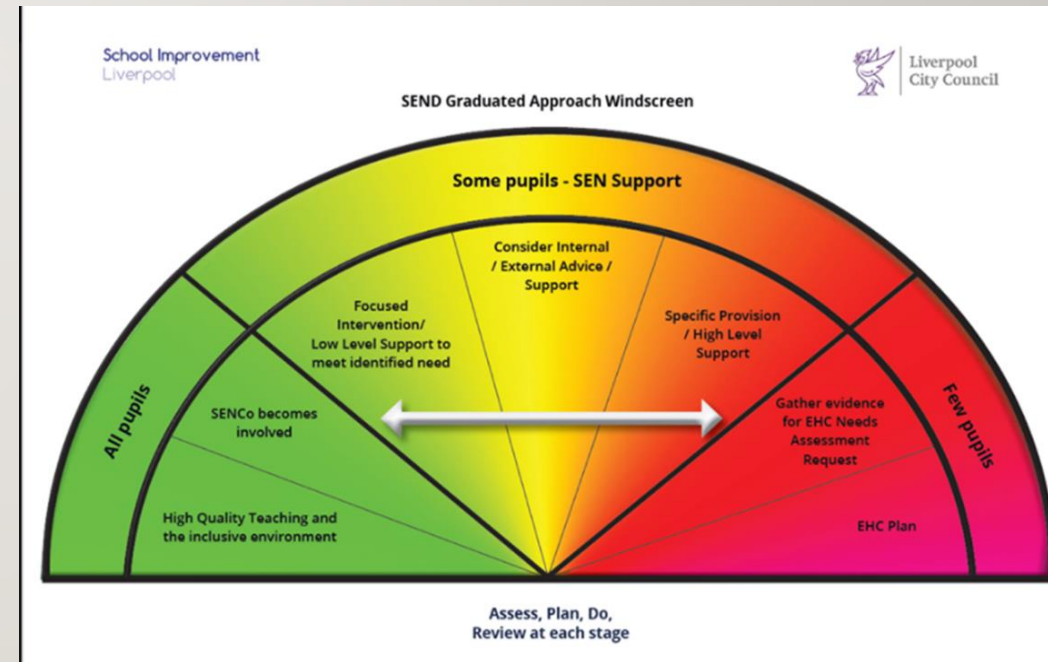 School Improvement
Liverpool
Liverpool
City Council
SEND Graduated Approach Windscreen
Some pupils - SEN Support
Consider Internal
/ External Advice /
Support
Focused
Intervention/
Low Level Support to
meet identified need
Specific Provision
/ High Level
Support
All pupils
SENCo becomes
involved
Gather evidence
for EHC Needs
Assessment
Request
Few pupils
High Quality Teaching and
the inclusive environment
EHC Plan
Assess, Plan, Do,
Review at each stage